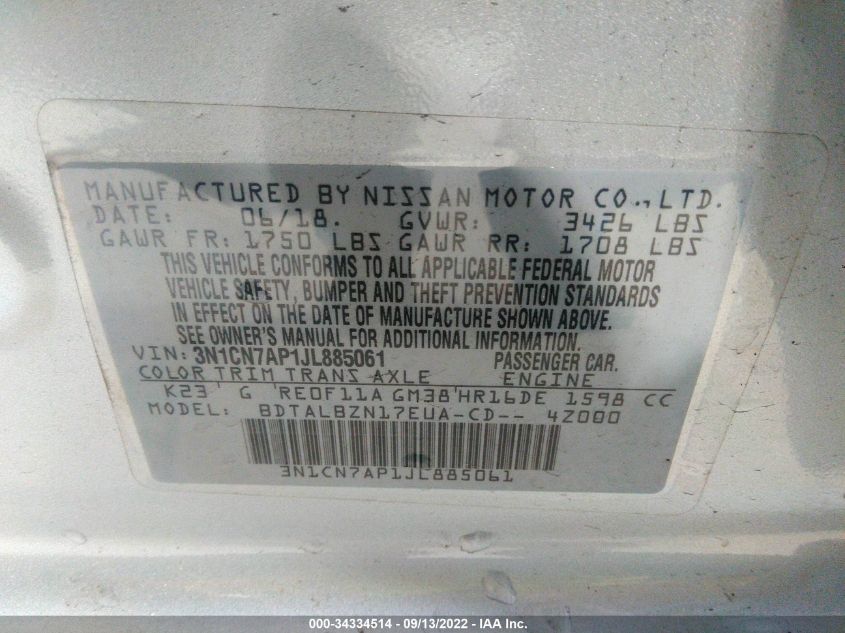 MANUFACTURED BY NISSAN MOTOR CO., LTD.
DATE: 06/18. GVWR: 3426 LBS
GAWR FR: 1750 LBS GAWR RR: 1708 LBS
THIS VEHICLE CONFORMS TO ALL APPLICABLE FEDERAL MOTOR
VEHICLE SAFETY, BUMPER AND THEFT PREVENTION STANDARDS
IN EFFECT ON THE DATE OF MANUFACTURE SHOWN ABOVE.
SEE OWNER'S MANUAL FOR ADDITIONAL INFORMATION.
VIN: 3N1CN7AP1JL885061 PASSENGER CAR.
COLOR TRIM TRANS AXLE ENGINE
K23' G 'RE0F11A GM38'HR16DE 1598 CC
MODEL: BDTALBZN17EUA-CD-- 4Z000
3N1CN7AP1JL885061
000-34334514 - 09/13/2022 - IAA Inc.